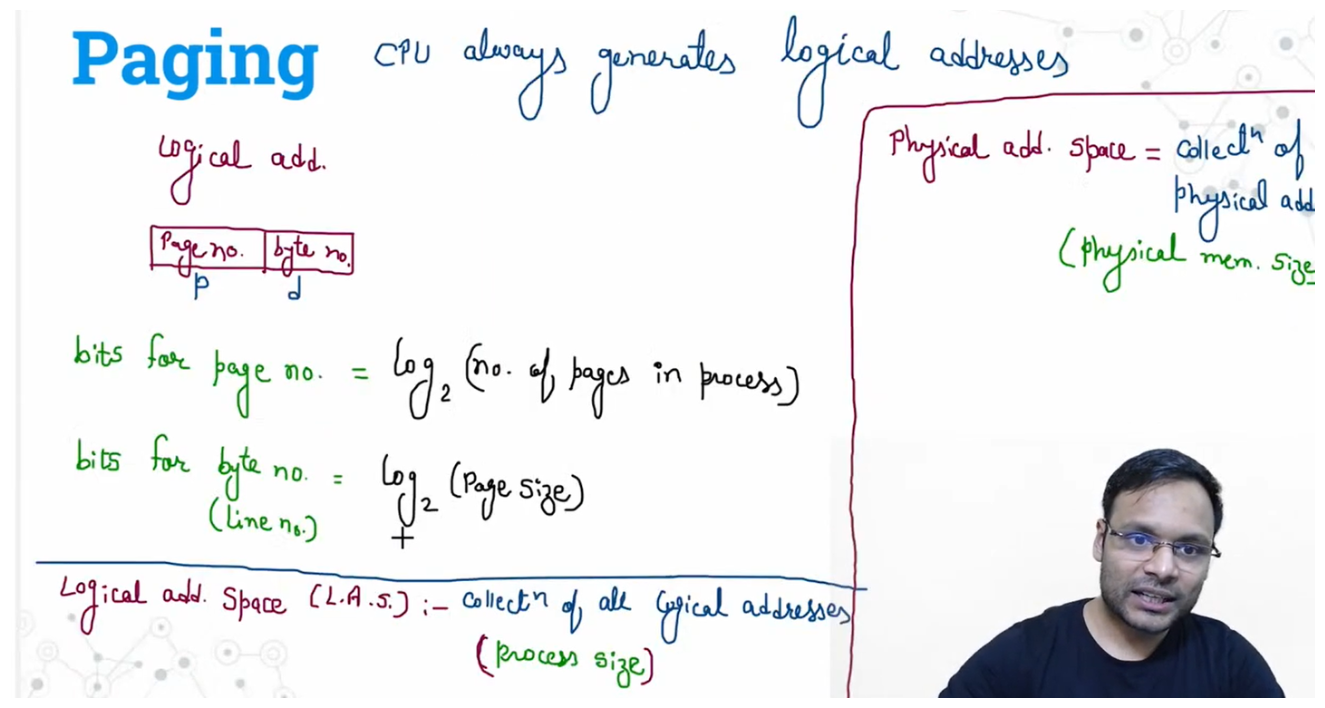 Paging CPU always generates logical addresses
Logical add.
Page no. byte no.
p d
bits for page no. = log2 (no. of pages in process)
bits for byte no. = log2 (Page size)
(line no.)
+
Logical add. Space (L.A.S.) :- collectn of all logical addresses
(process size)
Physical add. space = collectn of
physical add
(physical mem. size